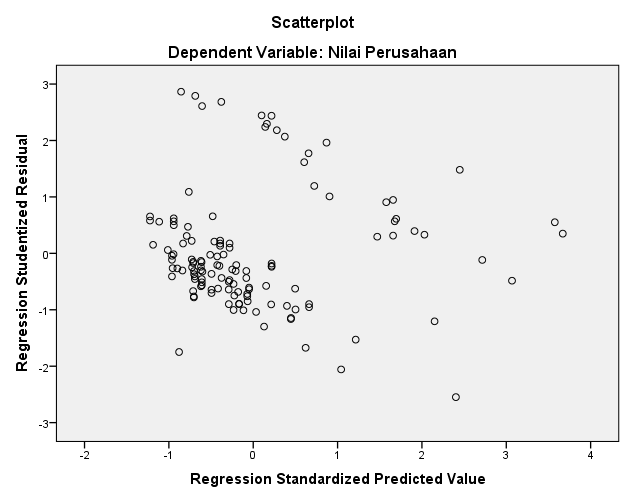 Scatterplot
Dependent Variable: Nilai Perusahaan
Regression Studentized Residual
3
2
1
0
-1
-2
-3
-2 -1 0 1 2 3 4
Regression Standardized Predicted Value